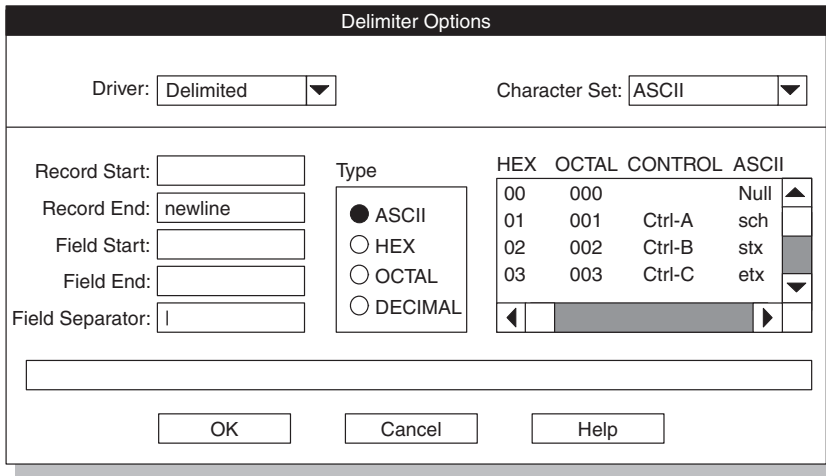 Delimiter Options
Driver: Delimited
Character Set: ASCII
Record Start:
Record End: newline
Field Start:
Field End:
Field Separator: |
Type
ASCII
HEX
OCTAL
DECIMAL
HEX OCTAL CONTROL ASCII
00 000 Null
01 001 Ctrl-A sch
02 002 Ctrl-B stx
03 003 Ctrl-C etx
OK Cancel Help